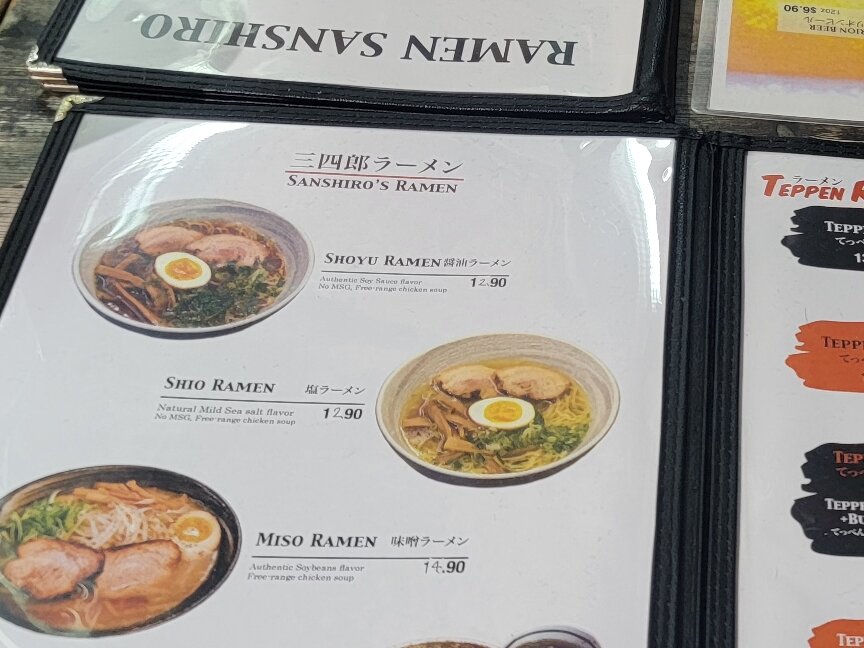 RAMEN SANSHIRO
三四郎ラーメン
SANSHIRO'S RAMEN
SHOYU RAMEN 醤油ラーメン
Authentic Soy Sauce flavor
No MSG, Free-range chicken soup
12.90
SHIO RAMEN 塩ラーメン
Natural Mild Sea salt flavor
No MSG, Free-range chicken soup
12.90
MISO RAMEN 味噌ラーメン
Authentic Soybeans flavor
Free-range chicken soup
14.90
BEER
12oz $6.90
ラーメン
TEPPEN